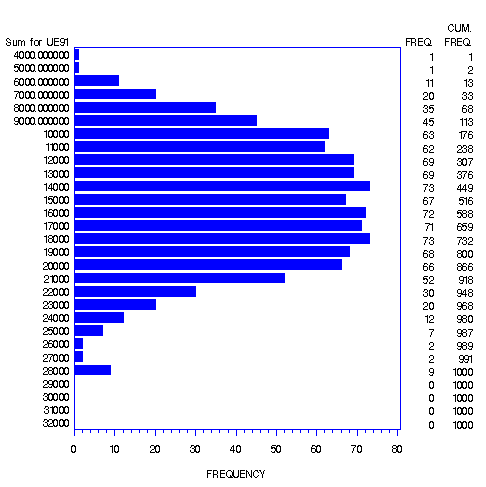 CUM.
Sum for UE91 FREQ. FREQ.
4000.000000 1 1
5000.000000 1 2
6000.000000 11 13
7000.000000 20 33
8000.000000 35 68
9000.000000 45 113
10000 63 176
11000 62 238
12000 69 307
13000 69 376
14000 73 449
15000 67 516
16000 72 588
17000 71 659
18000 73 732
19000 68 800
20000 66 866
21000 52 918
22000 30 948
23000 20 968
24000 12 980
25000 7 987
26000 2 989
27000 2 991
28000 9 1000
29000 0 1000
30000 0 1000
31000 0 1000
32000 0 1000
0 10 20 30 40 50 60 70 80
FREQUENCY